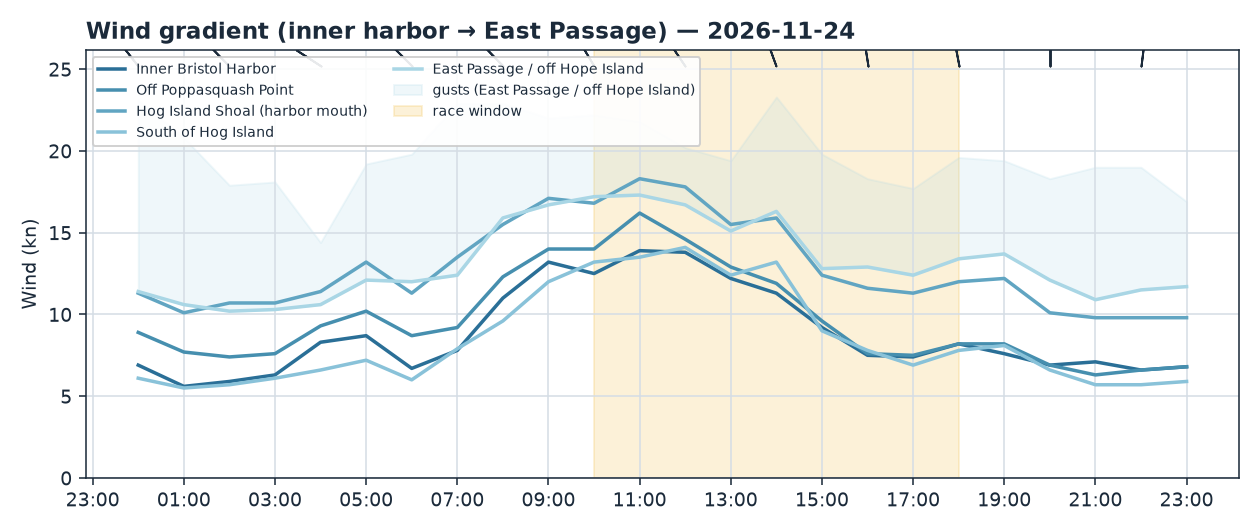 Wind gradient (inner harbor → East Passage) — 2026-11-24
Inner Bristol Harbor
Off Poppasquash Point
Hog Island Shoal (harbor mouth)
South of Hog Island
East Passage / off Hope Island
gusts (East Passage / off Hope Island)
race window
Wind (kn)
25
20
15
10
5
0
23:00 01:00 03:00 05:00 07:00 09:00 11:00 13:00 15:00 17:00 19:00 21:00 23:00